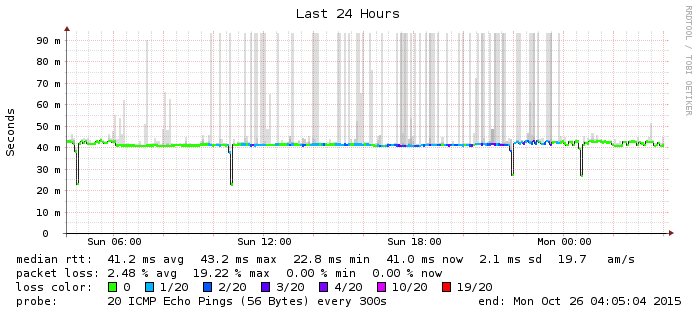 Last 24 Hours
RRDTOOL / TOBI OETIKER
Seconds
90 m
80 m
70 m
60 m
50 m
40 m
30 m
20 m
10 m
0
Sun 06:00 Sun 12:00 Sun 18:00 Mon 00:00
median rtt: 41.2 ms avg 43.2 ms max 22.8 ms min 41.0 ms now 2.1 ms sd 19.7 am/s
packet loss: 2.48 % avg 19.22 % max 0.00 % min 0.00 % now
loss color: 0 1/20 2/20 3/20 4/20 10/20 19/20
probe: 20 ICMP Echo Pings (56 Bytes) every 300s end: Mon Oct 26 04:05:04 2015